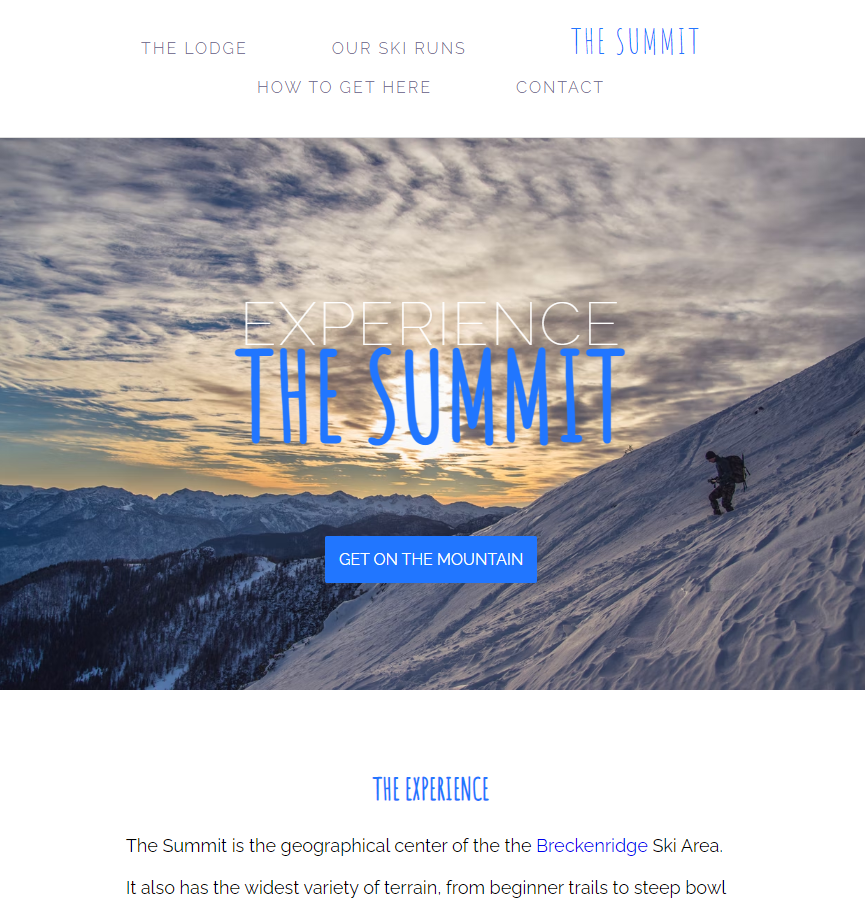 THE LODGE OUR SKI RUNS THE SUMMIT
HOW TO GET HERE CONTACT
EXPERIENCE
THE SUMMIT
GET ON THE MOUNTAIN
THE EXPERIENCE
The Summit is the geographical center of the the Breckenridge Ski Area.
It also has the widest variety of terrain, from beginner trails to steep bowl